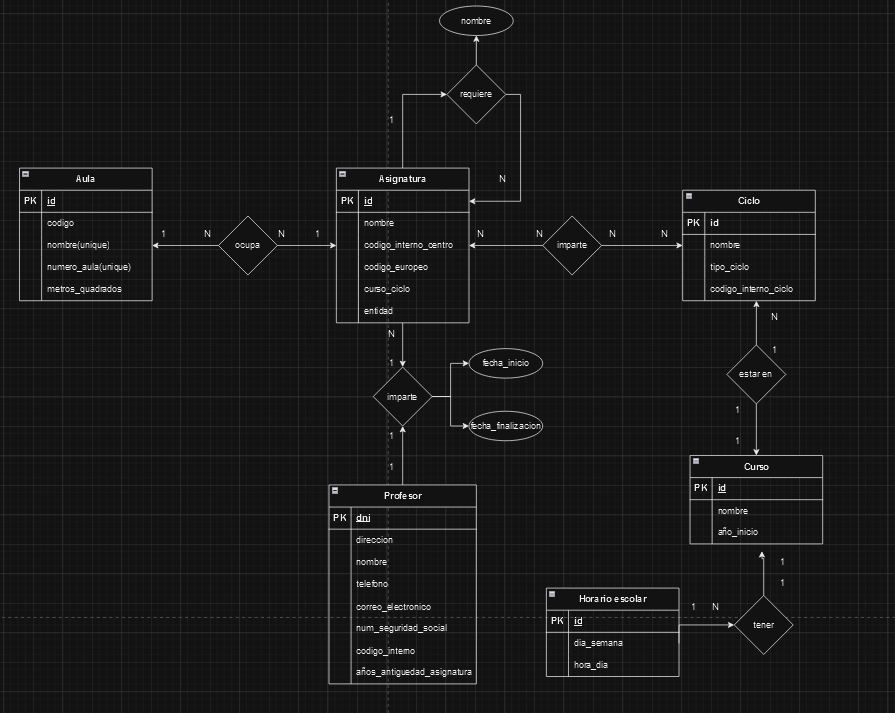 nombre
requiere
1
N
Aula
PK id
codigo
nombre(unique)
numero_aula(unique)
metros_quadrados
1
N
ocupa
N
1
Asignatura
PK id
nombre
codigo_interno_centro
codigo_europeo
curso_ciclo
entidad
N
N
imparte
N
N
Ciclo
PK id
nombre
tipo_ciclo
codigo_interno_ciclo
N
1
estar en
1
1
N
1
imparte
fecha_inicio
fecha_finalizacion
1
1
Curso
PK id
nombre
año_inicio
Profesor
PK dni
direccion
nombre
telefono
correo_electronico
num_seguridad_social
codigo_interno
años_antiguedad_asignatura
1
1
Horario escolar
PK id
dia_semana
hora_dia
1
N
tener